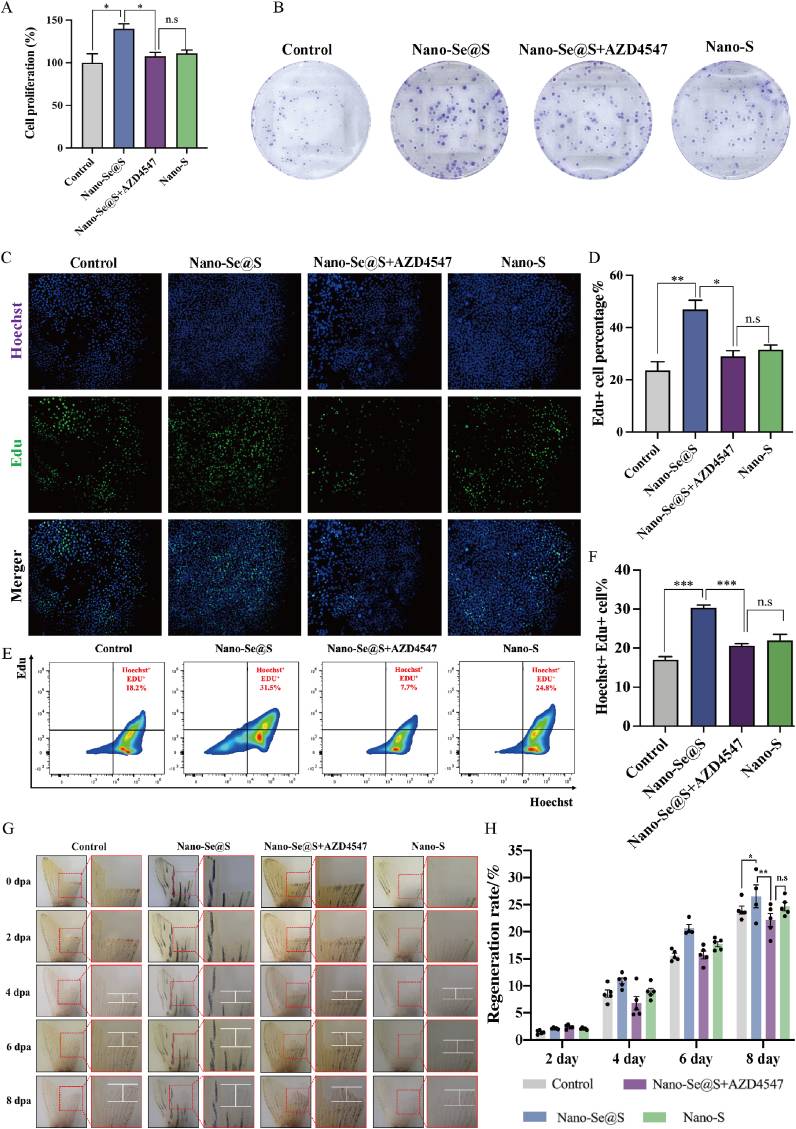 A
Cell proliferation (%)
150
100
50
0
*
*
n.s
Control
Nano-Se@S
Nano-Se@S+AZD4547
Nano-S
B
Control
Nano-Se@S
Nano-Se@S+AZD4547
Nano-S
C
Control
Nano-Se@S
Nano-Se@S+AZD4547
Nano-S
Hoechst
Edu
Merger
D
Edu+ cell percentage%
60
40
20
0
**
*
n.s
Control
Nano-Se@S
Nano-Se@S+AZD4547
Nano-S
E
Edu
Control
Nano-Se@S
Nano-Se@S+AZD4547
Nano-S
Hoechst⁺
EDU⁺
18.2%
Hoechst⁺
EDU⁺
31.5%
Hoechst⁺
EDU⁺
7.7%
Hoechst⁺
EDU⁺
24.8%
Hoechst
F
Hoechst+ Edu+ cell%
40
30
20
10
0
***
***
n.s
Control
Nano-Se@S
Nano-Se@S+AZD4547
Nano-S
G
Control
Nano-Se@S
Nano-Se@S+AZD4547
Nano-S
0 dpa
2 dpa
4 dpa
6 dpa
8 dpa
H
Regeneration rate/%
35
30
25
20
15
10
5
0
*
**
n.s
2 day
4 day
6 day
8 day
Control
Nano-Se@S+AZD4547
Nano-Se@S
Nano-S